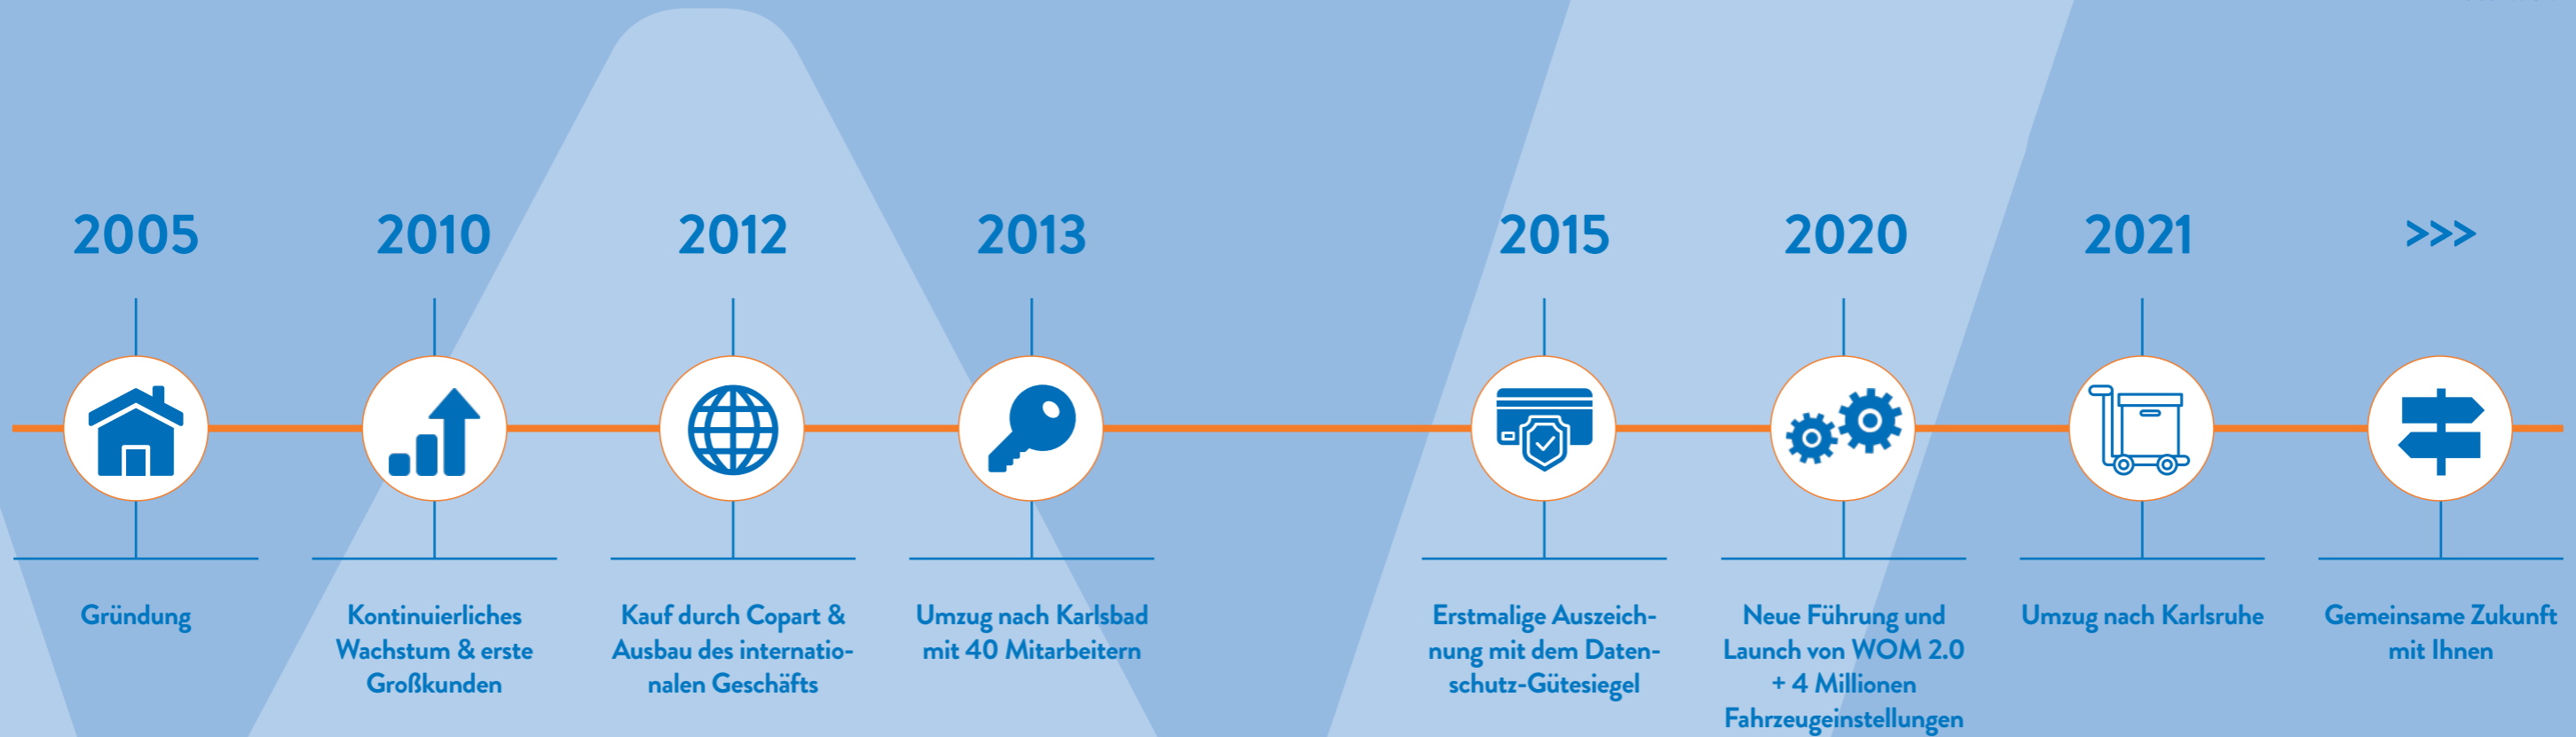 2005
2010
2012
2013
2015
2020
2021
>>>
Gründung
Kontinuierliches
Wachstum & erste
Großkunden
Kauf durch Copart &
Ausbau des internatio-
nalen Geschäfts
Umzug nach Karlsbad
mit 40 Mitarbeitern
Erstmalige Auszeich-
nung mit dem Daten-
schutz-Gütesiegel
Neue Führung und
Launch von WOM 2.0
+ 4 Millionen
Fahrzeugeinstellungen
Umzug nach Karlsruhe
Gemeinsame Zukunft
mit Ihnen